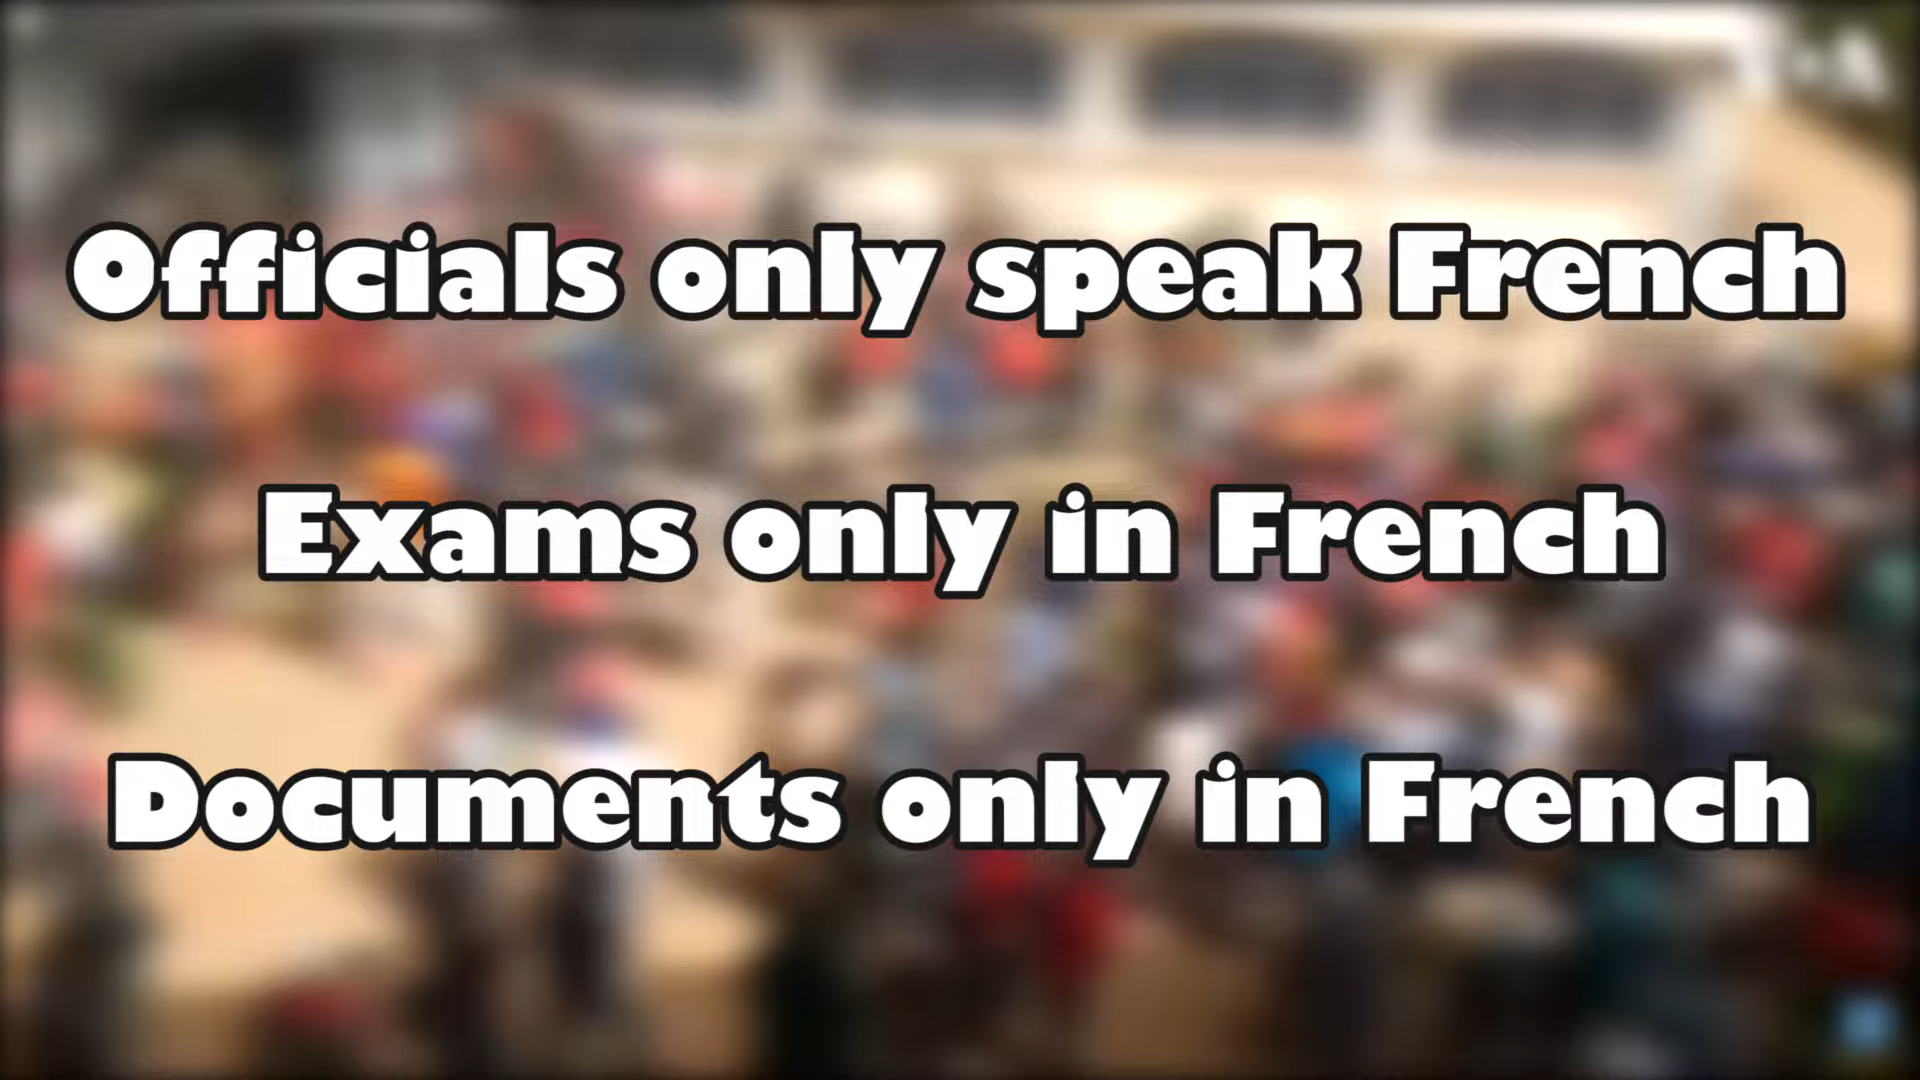 Officials only speak French
Exams only in French
Documents only in French